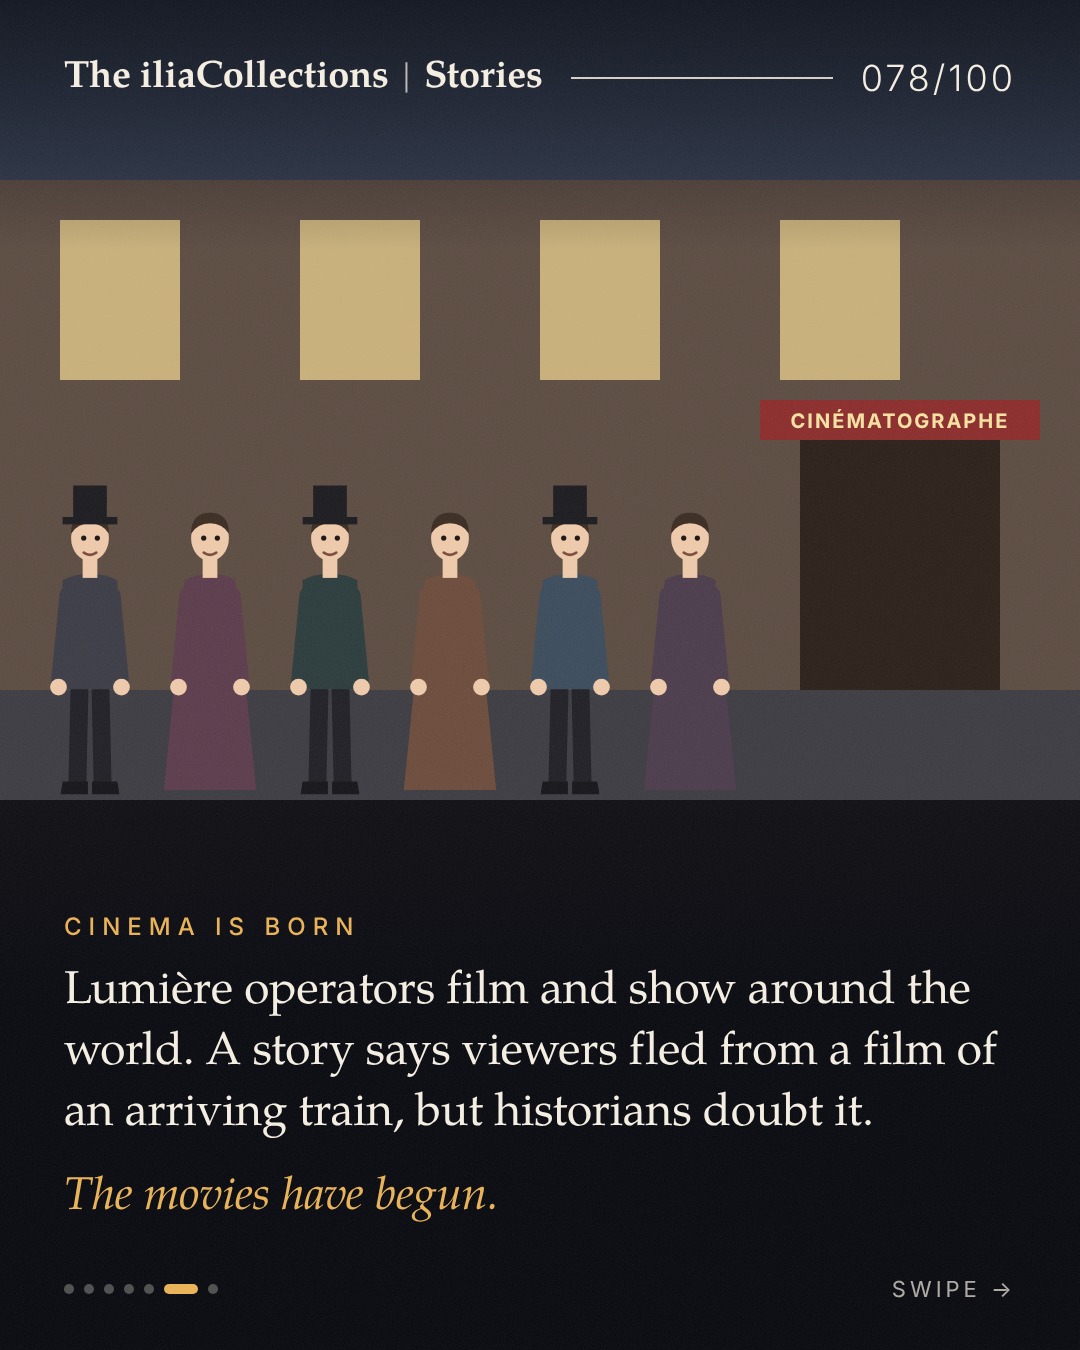 The iliaCollections | Stories
078/100
CINÉMATOGRAPHE
CINEMA IS BORN
Lumière operators film and show around the
world. A story says viewers fled from a film of
an arriving train, but historians doubt it.
The movies have begun.
SWIPE →